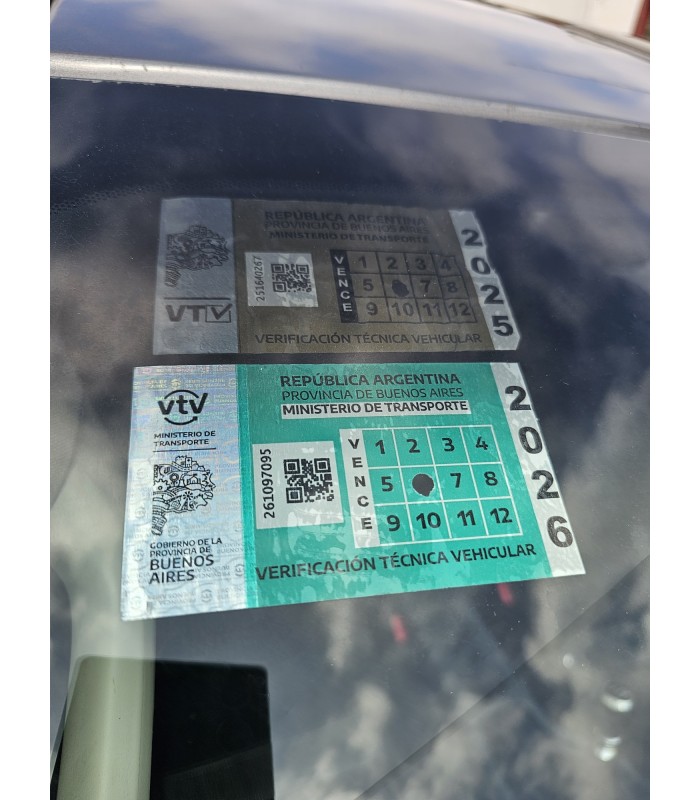 REPÚBLICA ARGENTINA
PROVINCIA DE BUENOS AIRES
MINISTERIO DE TRANSPORTE
2025
251640267
VENCE
1 2 3 4
5 7 8
9 10 11 12
VTV
VERIFICACIÓN TÉCNICA VEHICULAR
vtv
MINISTERIO DE
TRANSPORTE
GOBIERNO DE LA
PROVINCIA DE
BUENOS
AIRES
REPÚBLICA ARGENTINA
PROVINCIA DE BUENOS AIRES
MINISTERIO DE TRANSPORTE
2026
261097095
VENCE
1 2 3 4
5 7 8
9 10 11 12
VERIFICACIÓN TÉCNICA VEHICULAR